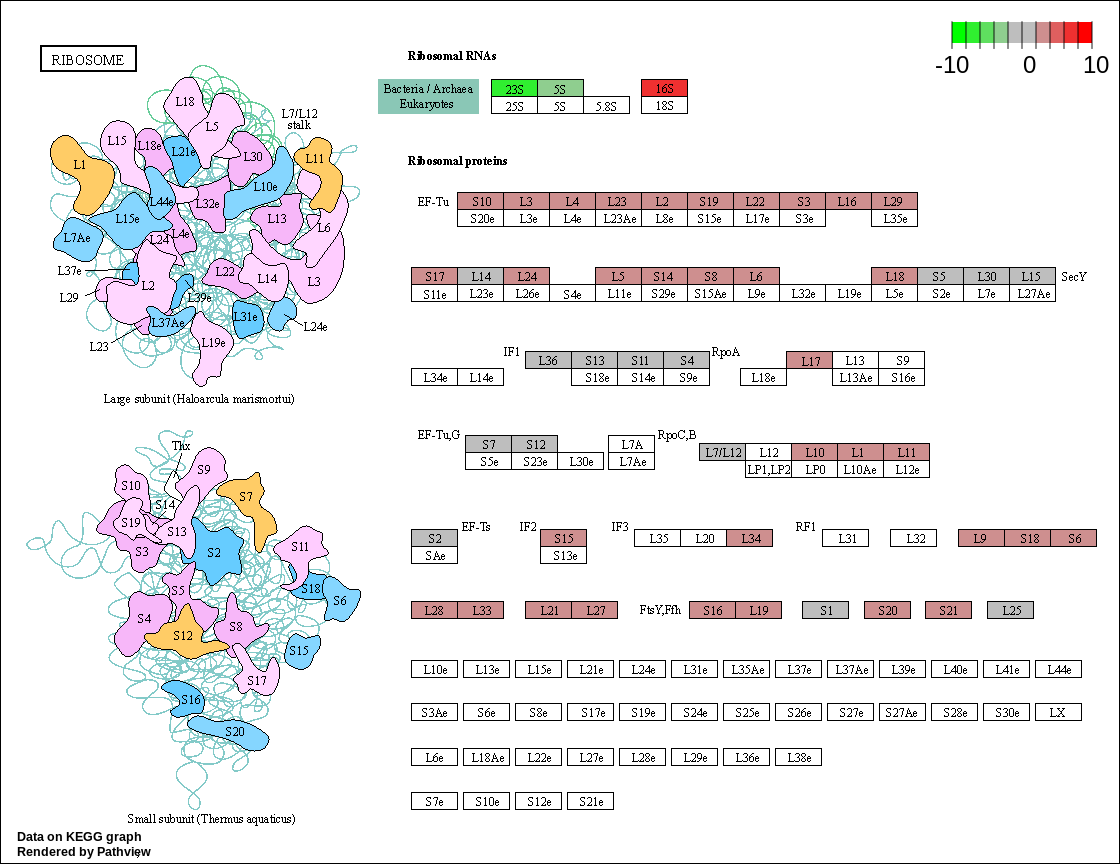 RIBOSOME
L18
L5
L7/L12
stalk
L15
L18e
L21e
L30
L11
L1
L10e
L44e
L32e
L15e
L13
L6
L7Ae
L24
L4e
L37e
L22
L14
L3
L2
L29
L39e
L37Ae
L31e
L24e
L23
L19e
Large subunit (Haloarcula marismortui)
Thx
S9
S10
S7
S14
S19
S13
S3
S2
S11
S5
S18
S6
S4
S12
S8
S15
S17
S16
S20
Small subunit (Thermus aquaticus)
Data on KEGG graph
Rendered by Pathview
-10 0 10
Ribosomal RNAs
Bacteria / Archaea 23S 5S 16S
Eukaryotes 25S 5S 5.8S 18S
Ribosomal proteins
EF-Tu S10 L3 L4 L23 L2 S19 L22 S3 L16 L29
S20e L3e L4e L23Ae L8e S15e L17e S3e L35e
S17 L14 L24 L5 S14 S8 L6 L18 S5 L30 L15 SecY
S11e L23e L26e S4e L11e S29e S15Ae L9e L32e L19e L5e S2e L7e L27Ae
IF1 L36 S13 S11 S4 RpoA L17 L13 S9
L34e L14e S18e S14e S9e L18e L13Ae S16e
EF-Tu,G S7 S12 L7A RpoC,B L7/L12 L12 L10 L1 L11
S5e S23e L30e L7Ae LP1,LP2 LP0 L10Ae L12e
S2 EF-Ts IF2 S15 IF3 L35 L20 L34 RF1 L31 L32 L9 S18 S6
SAe S13e
L28 L33 L21 L27 FtsY,Ffh S16 L19 S1 S20 S21 L25
L10e L13e L15e L21e L24e L31e L35Ae L37e L37Ae L39e L40e L41e L44e
S3Ae S6e S8e S17e S19e S24e S25e S26e S27e S27Ae S28e S30e LX
L6e L18Ae L22e L27e L28e L29e L36e L38e
S7e S10e S12e S21e